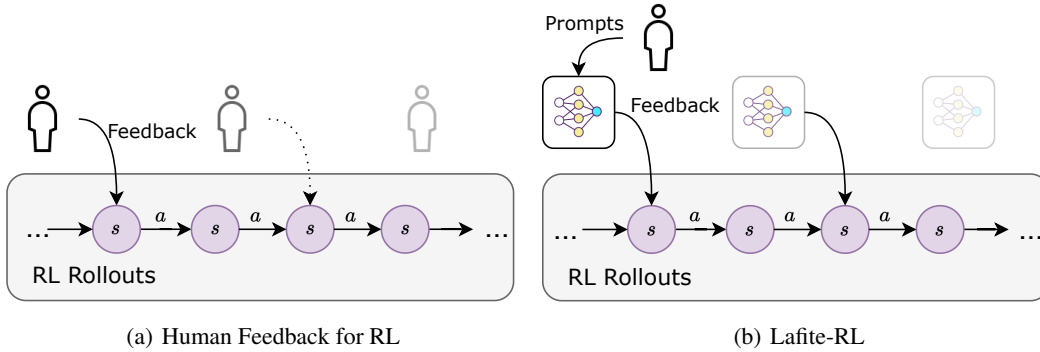 Feedback
... s a s a s a s ...
RL Rollouts
(a) Human Feedback for RL
Prompts
Feedback
... s a s a s a s ...
RL Rollouts
(b) Lafite-RL